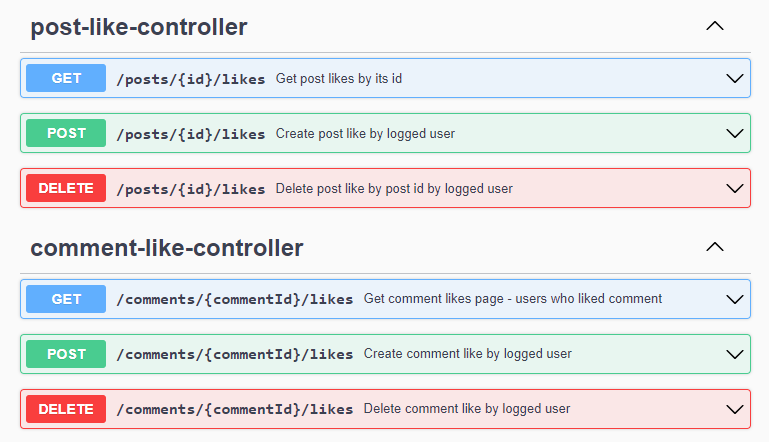 post-like-controller
GET /posts/{id}/likes Get post likes by its id
POST /posts/{id}/likes Create post like by logged user
DELETE /posts/{id}/likes Delete post like by post id by logged user
comment-like-controller
GET /comments/{commentId}/likes Get comment likes page - users who liked comment
POST /comments/{commentId}/likes Create comment like by logged user
DELETE /comments/{commentId}/likes Delete comment like by logged user